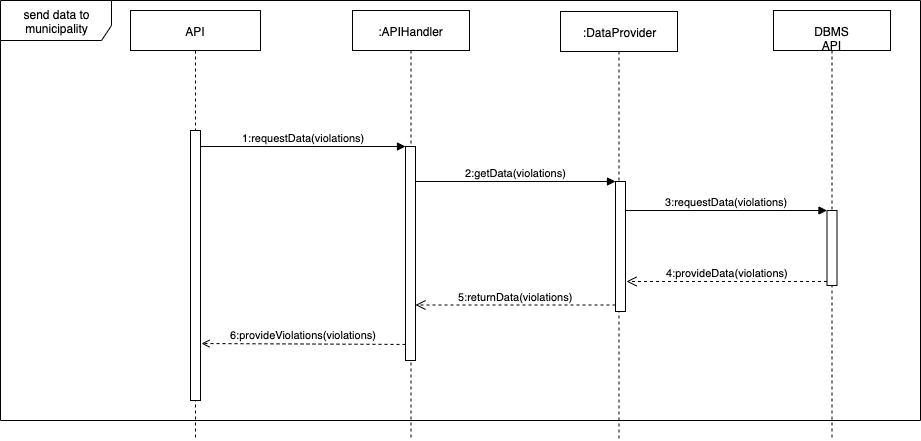 send data to
municipality
API
:APIHandler
:DataProvider
DBMS
API
1:requestData(violations)
2:getData(violations)
3:requestData(violations)
4:provideData(violations)
5:returnData(violations)
6:provideViolations(violations)